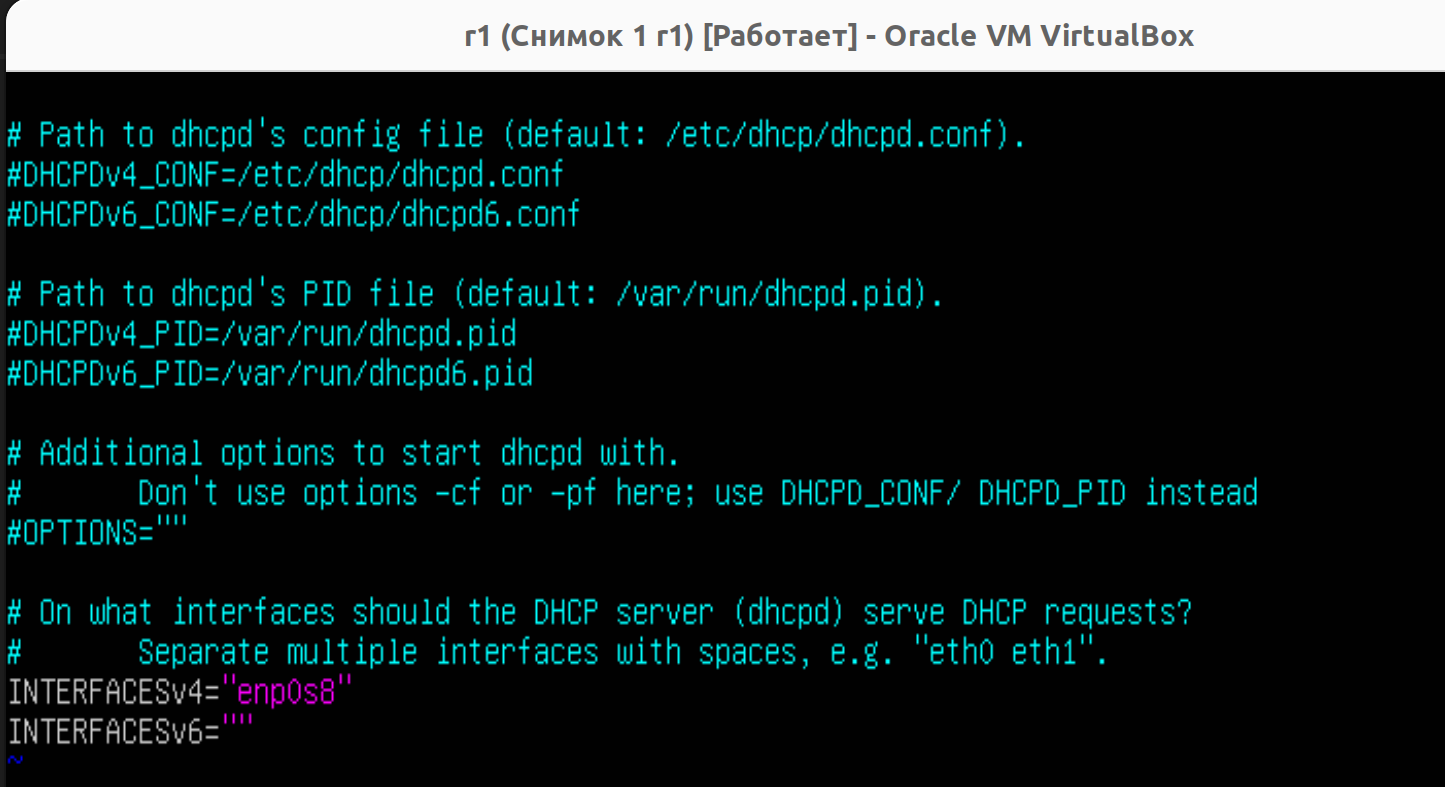 r1 (Снимок 1 r1) [Работает] - Oracle VM VirtualBox
# Path to dhcpd's config file (default: /etc/dhcp/dhcpd.conf).
#DHCPDv4_CONF=/etc/dhcp/dhcpd.conf
#DHCPDv6_CONF=/etc/dhcp/dhcpd6.conf
# Path to dhcpd's PID file (default: /var/run/dhcpd.pid).
#DHCPDv4_PID=/var/run/dhcpd.pid
#DHCPDv6_PID=/var/run/dhcpd6.pid
# Additional options to start dhcpd with.
#       Don't use options -cf or -pf here; use DHCPD_CONF/ DHCPD_PID instead
#OPTIONS=""
# On what interfaces should the DHCP server (dhcpd) serve DHCP requests?
#       Separate multiple interfaces with spaces, e.g. "eth0 eth1".
INTERFACESv4="enp0s8"
INTERFACESv6=""
~